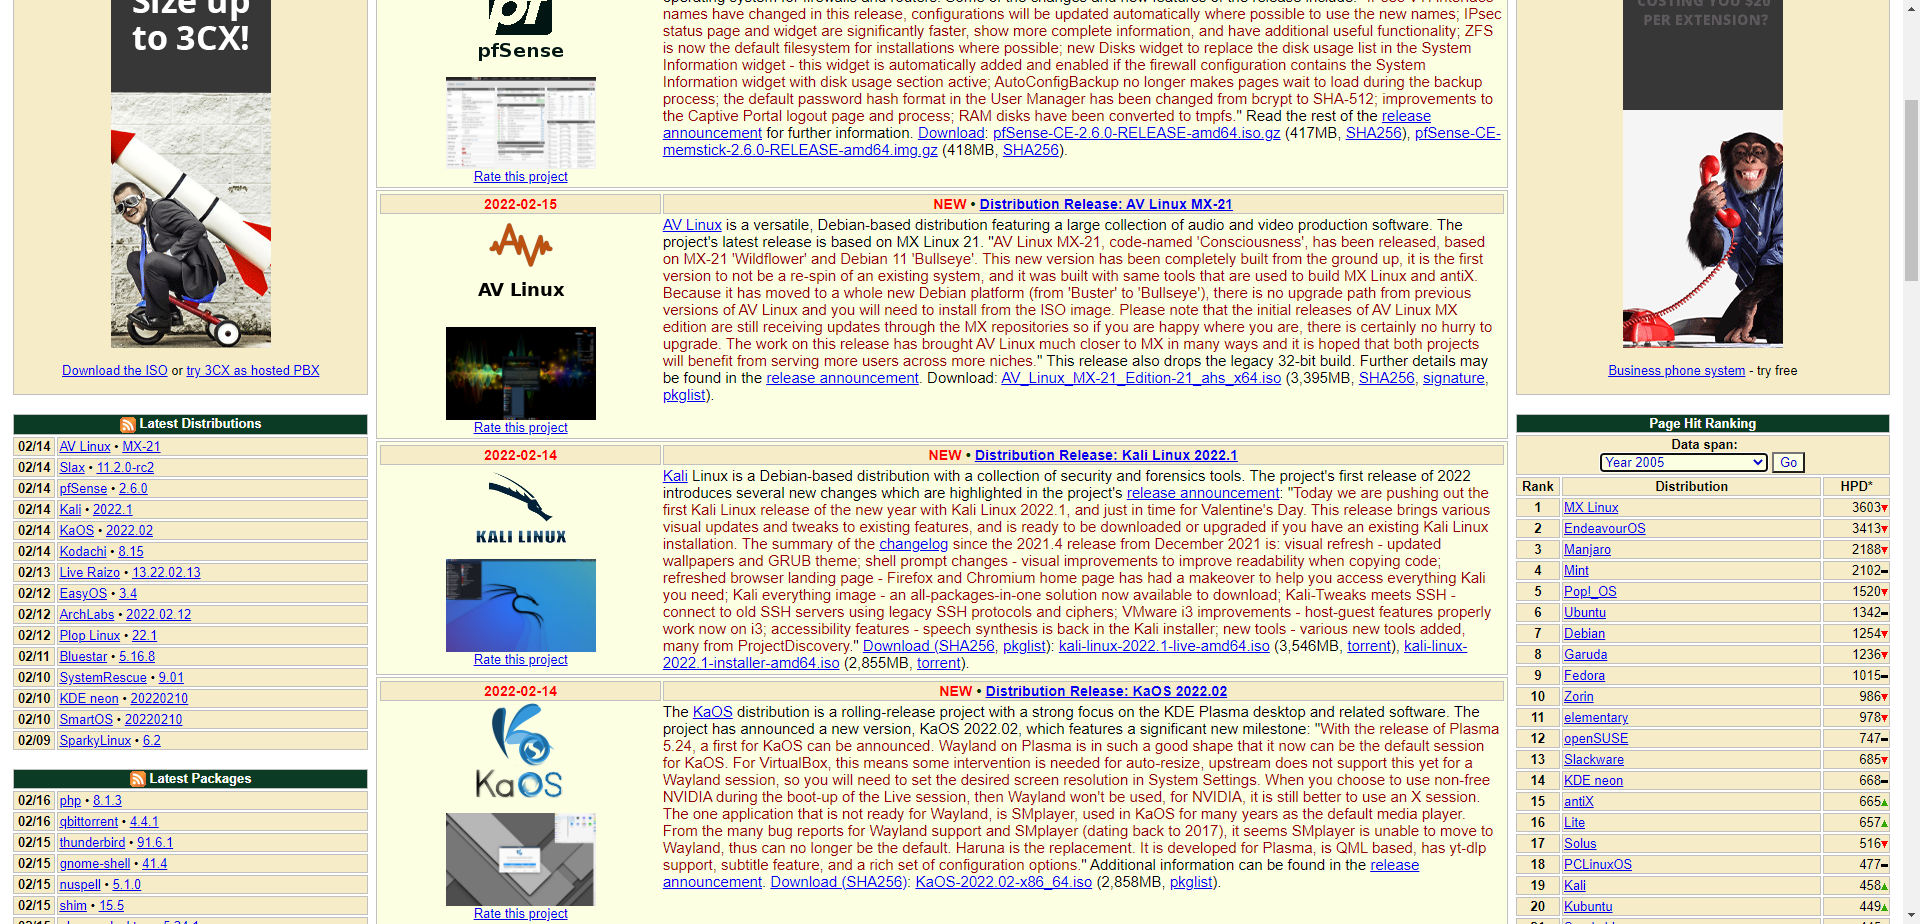 Size up
to 3CX!
Download the ISO or try 3CX as hosted PBX
Latest Distributions
02/14 AV Linux • MX-21
02/14 Slax • 11.2.0-rc2
02/14 pfSense • 2.6.0
02/14 Kali • 2022.1
02/14 KaOS • 2022.02
02/14 Kodachi • 8.15
02/13 Live Raizo • 13.22.02.13
02/12 EasyOS • 3.4
02/12 ArchLabs • 2022.02.12
02/12 Plop Linux • 22.1
02/11 Bluestar • 5.16.8
02/10 SystemRescue • 9.01
02/10 KDE neon • 20220210
02/10 SmartOS • 20220210
02/09 SparkyLinux • 6.2
Latest Packages
02/16 php • 8.1.3
02/16 qbittorrent • 4.4.1
02/15 thunderbird • 91.6.1
02/15 gnome-shell • 41.4
02/15 nuspell • 5.1.0
02/15 shim • 15.5
pf
pfSense
Rate this project
names have changed in this release, configurations will be updated automatically where possible to use the new names; IPsec
status page and widget are significantly faster, show more complete information, and have additional useful functionality; ZFS
is now the default filesystem for installations where possible; new Disks widget to replace the disk usage list in the System
Information widget - this widget is automatically added and enabled if the firewall configuration contains the System
Information widget with disk usage section active; AutoConfigBackup no longer makes pages wait to load during the backup
process; the default password hash format in the User Manager has been changed from bcrypt to SHA-512; improvements to
the Captive Portal logout page and process; RAM disks have been converted to tmpfs." Read the rest of the release
announcement for further information. Download: pfSense-CE-2.6.0-RELEASE-amd64.iso.gz (417MB, SHA256), pfSense-CE-
memstick-2.6.0-RELEASE-amd64.img.gz (418MB, SHA256).
2022-02-15
NEW • Distribution Release: AV Linux MX-21
AV Linux
Rate this project
AV Linux is a versatile, Debian-based distribution featuring a large collection of audio and video production software. The
project's latest release is based on MX Linux 21. "AV Linux MX-21, code-named 'Consciousness', has been released, based
on MX-21 'Wildflower' and Debian 11 'Bullseye'. This new version has been completely built from the ground up, it is the first
version to not be a re-spin of an existing system, and it was built with same tools that are used to build MX Linux and antiX.
Because it has moved to a whole new Debian platform (from 'Buster' to 'Bullseye'), there is no upgrade path from previous
versions of AV Linux and you will need to install from the ISO image. Please note that the initial releases of AV Linux MX
edition are still receiving updates through the MX repositories so if you are happy where you are, there is certainly no hurry to
upgrade. The work on this release has brought AV Linux much closer to MX in many ways and it is hoped that both projects
will benefit from serving more users across more niches." This release also drops the legacy 32-bit build. Further details may
be found in the release announcement. Download: AV_Linux_MX-21_Edition-21_ahs_x64.iso (3,395MB, SHA256, signature,
pkglist).
2022-02-14
NEW • Distribution Release: Kali Linux 2022.1
KALI LINUX
Rate this project
Kali Linux is a Debian-based distribution with a collection of security and forensics tools. The project's first release of 2022
introduces several new changes which are highlighted in the project's release announcement: "Today we are pushing out the
first Kali Linux release of the new year with Kali Linux 2022.1, and just in time for Valentine's Day. This release brings various
visual updates and tweaks to existing features, and is ready to be downloaded or upgraded if you have an existing Kali Linux
installation. The summary of the changelog since the 2021.4 release from December 2021 is: visual refresh - updated
wallpapers and GRUB theme; shell prompt changes - visual improvements to improve readability when copying code;
refreshed browser landing page - Firefox and Chromium home page has had a makeover to help you access everything Kali
you need; Kali everything image - an all-packages-in-one solution now available to download; Kali-Tweaks meets SSH -
connect to old SSH servers using legacy SSH protocols and ciphers; VMware i3 improvements - host-guest features properly
work now on i3; accessibility features - speech synthesis is back in the Kali installer; new tools - various new tools added,
many from ProjectDiscovery." Download (SHA256, pkglist): kali-linux-2022.1-live-amd64.iso (3,546MB, torrent), kali-linux-
2022.1-installer-amd64.iso (2,855MB, torrent).
2022-02-14
NEW • Distribution Release: KaOS 2022.02
KaOS
Rate this project
The KaOS distribution is a rolling-release project with a strong focus on the KDE Plasma desktop and related software. The
project has announced a new version, KaOS 2022.02, which features a significant new milestone: "With the release of Plasma
5.24, a first for KaOS can be announced. Wayland on Plasma is in such a good shape that it now can be the default session
for KaOS. For VirtualBox, this means some intervention is needed for auto-resize, upstream does not support this yet for a
Wayland session, so you will need to set the desired screen resolution in System Settings. When you choose to use non-free
NVIDIA during the boot-up of the Live session, then Wayland won't be used, for NVIDIA, it is still better to use an X session.
The one application that is not ready for Wayland, is SMplayer, used in KaOS for many years as the default media player.
From the many bug reports for Wayland support and SMplayer (dating back to 2017), it seems SMplayer is unable to move to
Wayland, thus can no longer be the default. Haruna is the replacement. It is developed for Plasma, is QML based, has yt-dlp
support, subtitle feature, and a rich set of configuration options." Additional information can be found in the release
announcement. Download (SHA256): KaOS-2022.02-x86_64.iso (2,858MB, pkglist).
COSTING YOU $20
PER EXTENSION?
Business phone system - try free
Page Hit Ranking
Data span:
Year 2005 Go
Rank Distribution HPD*
1 MX Linux 3603
2 EndeavourOS 3413
3 Manjaro 2188
4 Mint 2102
5 Pop!_OS 1520
6 Ubuntu 1342
7 Debian 1254
8 Garuda 1236
9 Fedora 1015
10 Zorin 986
11 elementary 978
12 openSUSE 747
13 Slackware 685
14 KDE neon 668
15 antiX 665
16 Lite 657
17 Solus 516
18 PCLinuxOS 477
19 Kali 458
20 Kubuntu 449